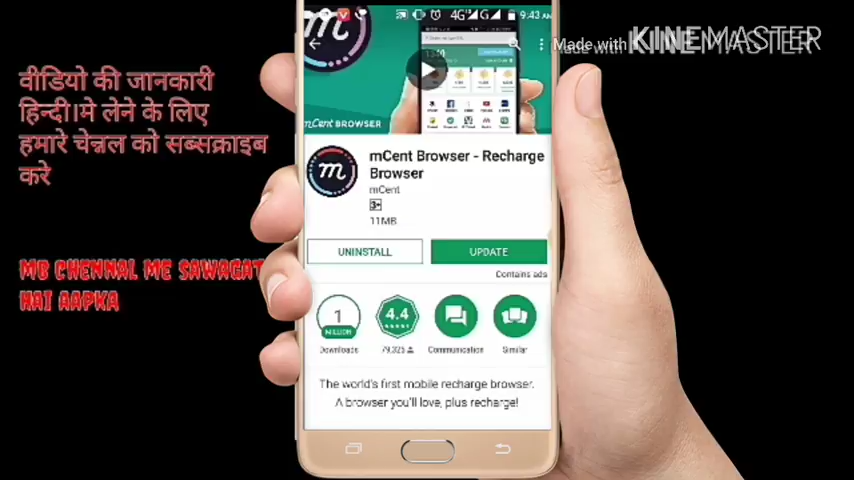 वीडियो की जानकारी
हिन्दी।मे लेने के लिए
हमारे चेन्नल को सब्सक्राइब
करे
MB CHENNAL ME SAWAGAT
HAI AAPKA
4G G 9:43 AM
Made with KINEMASTER
m
mCent BROWSER
m
mCent Browser - Recharge
Browser
mCent
3+
11MB
UNINSTALL
UPDATE
Contains ads
1
MILLION
4.4
Downloads
79,325
Communication
Similar
The world's first mobile recharge browser.
A browser you'll love, plus recharge!